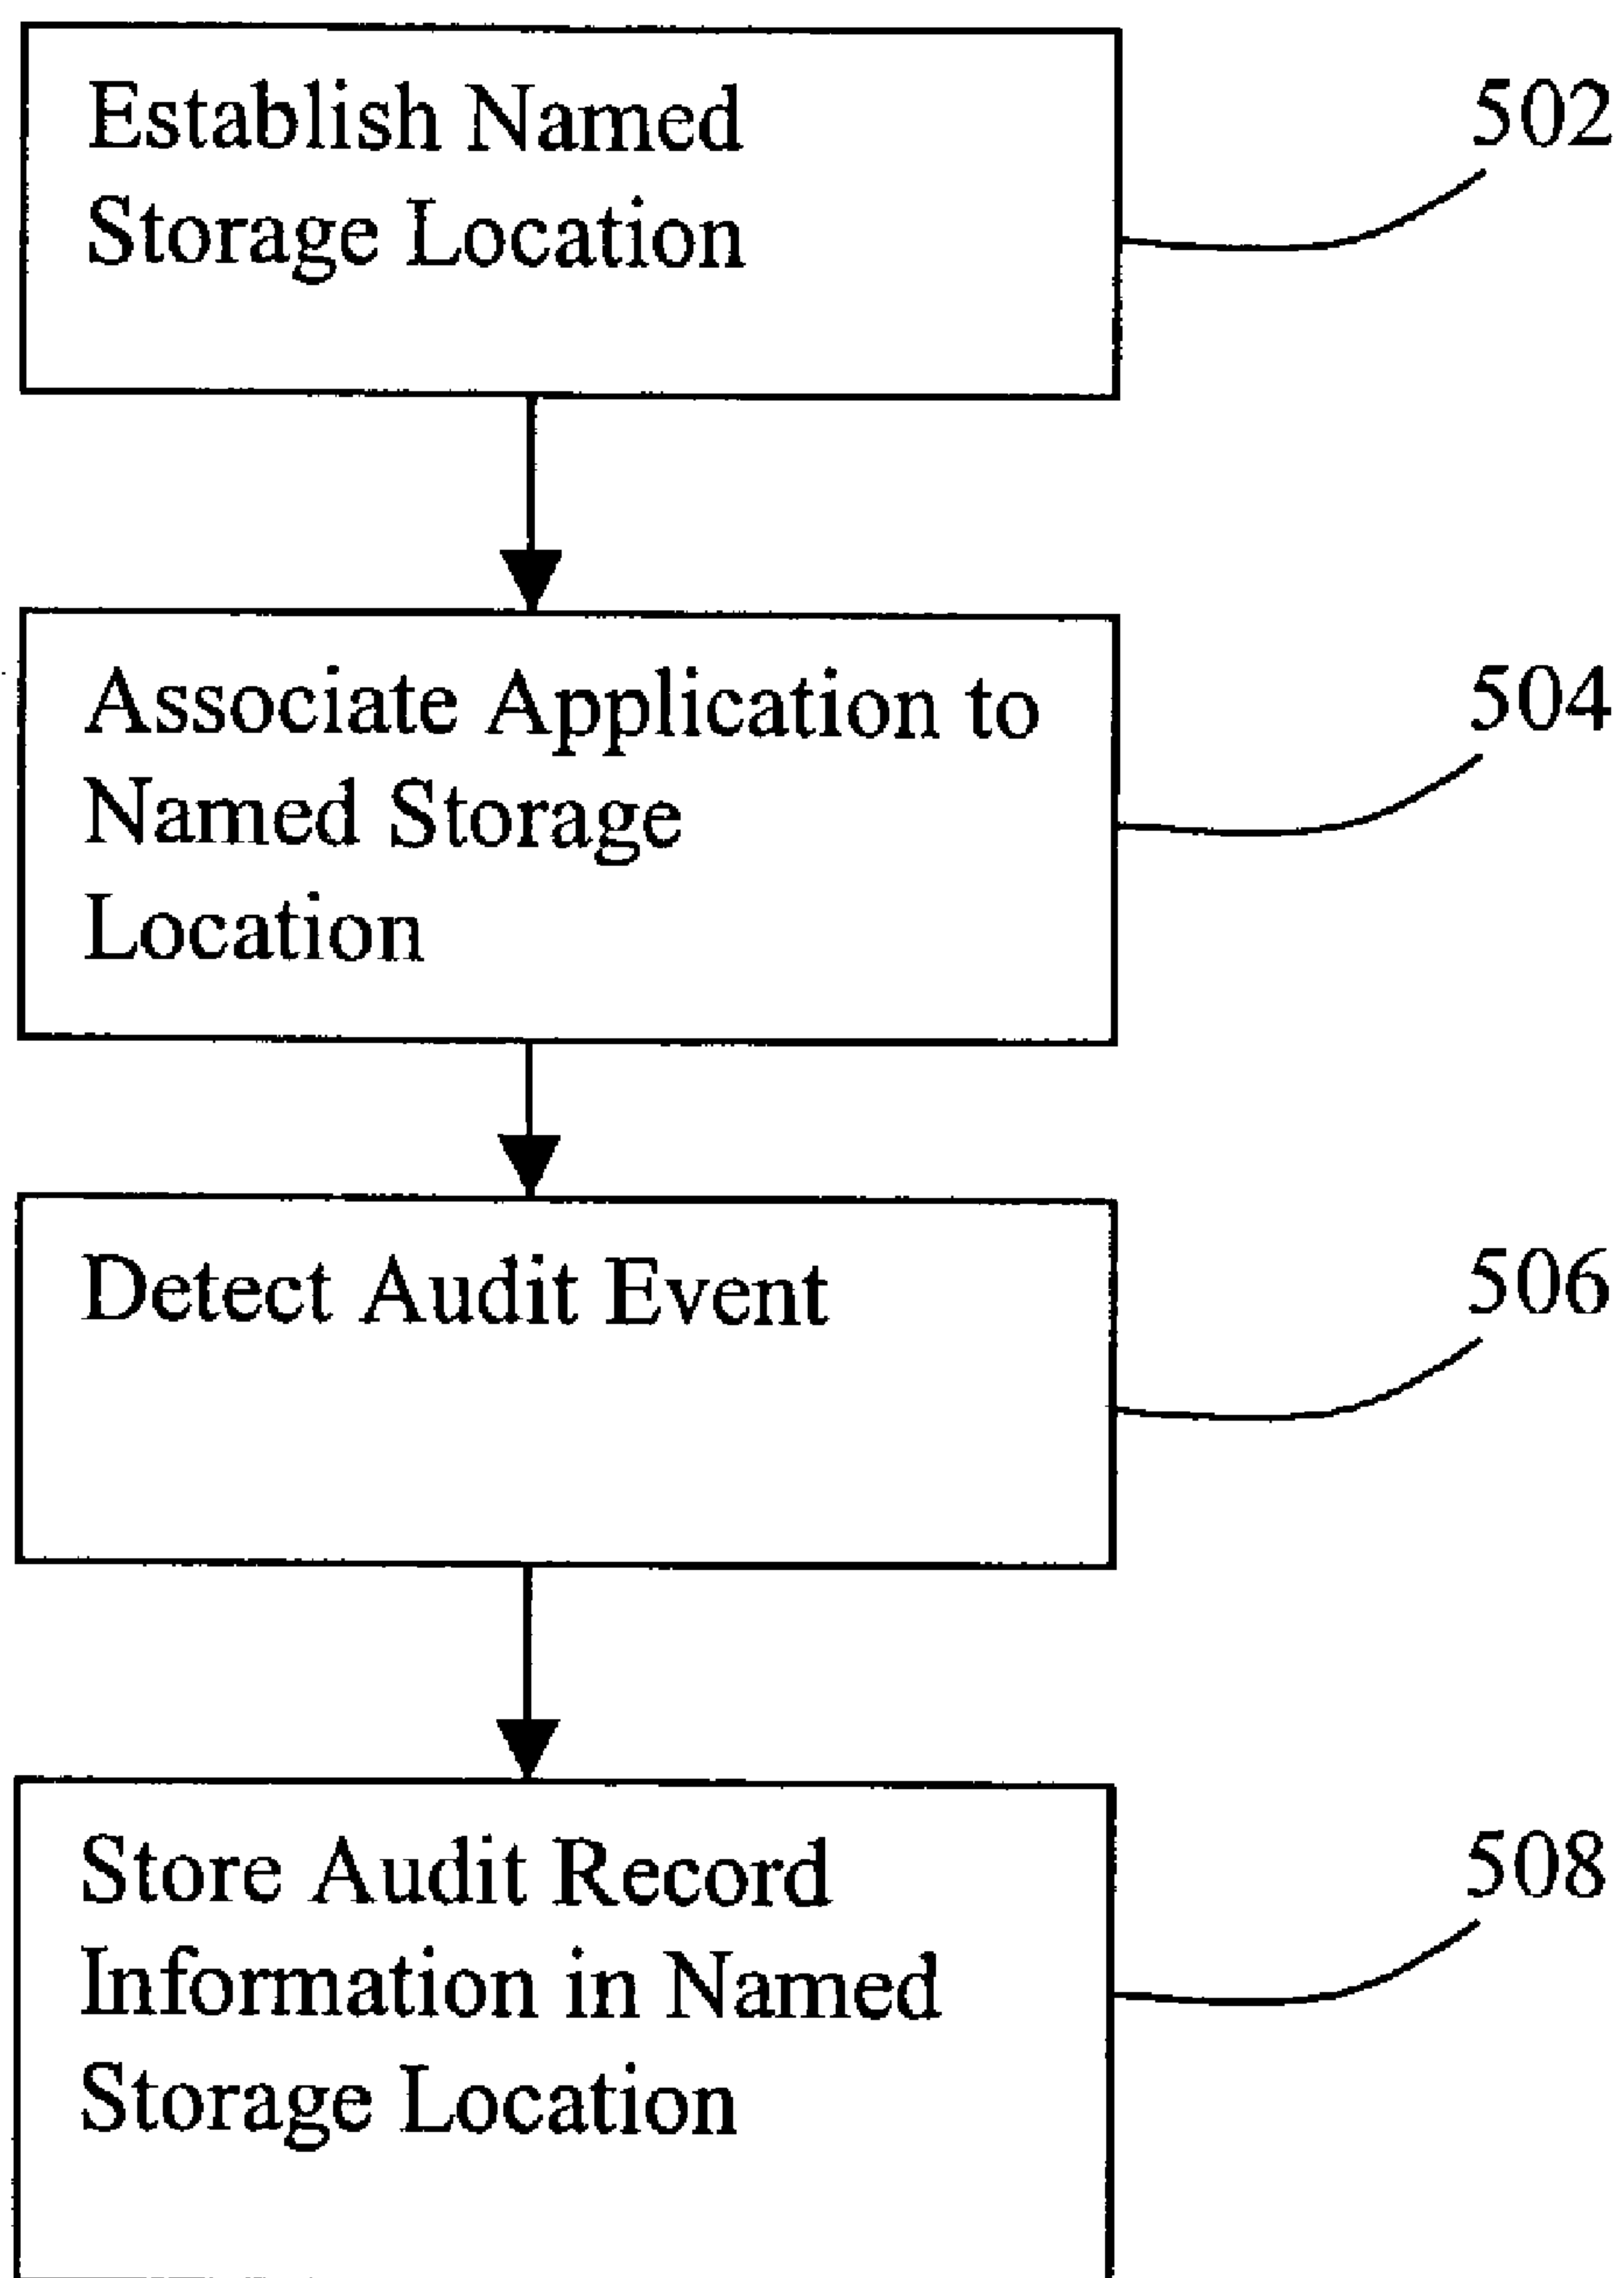 Establish Named
Storage Location
502
Associate Application to
Named Storage
Location
504
Detect Audit Event
506
Store Audit Record
Information in Named
Storage Location
508